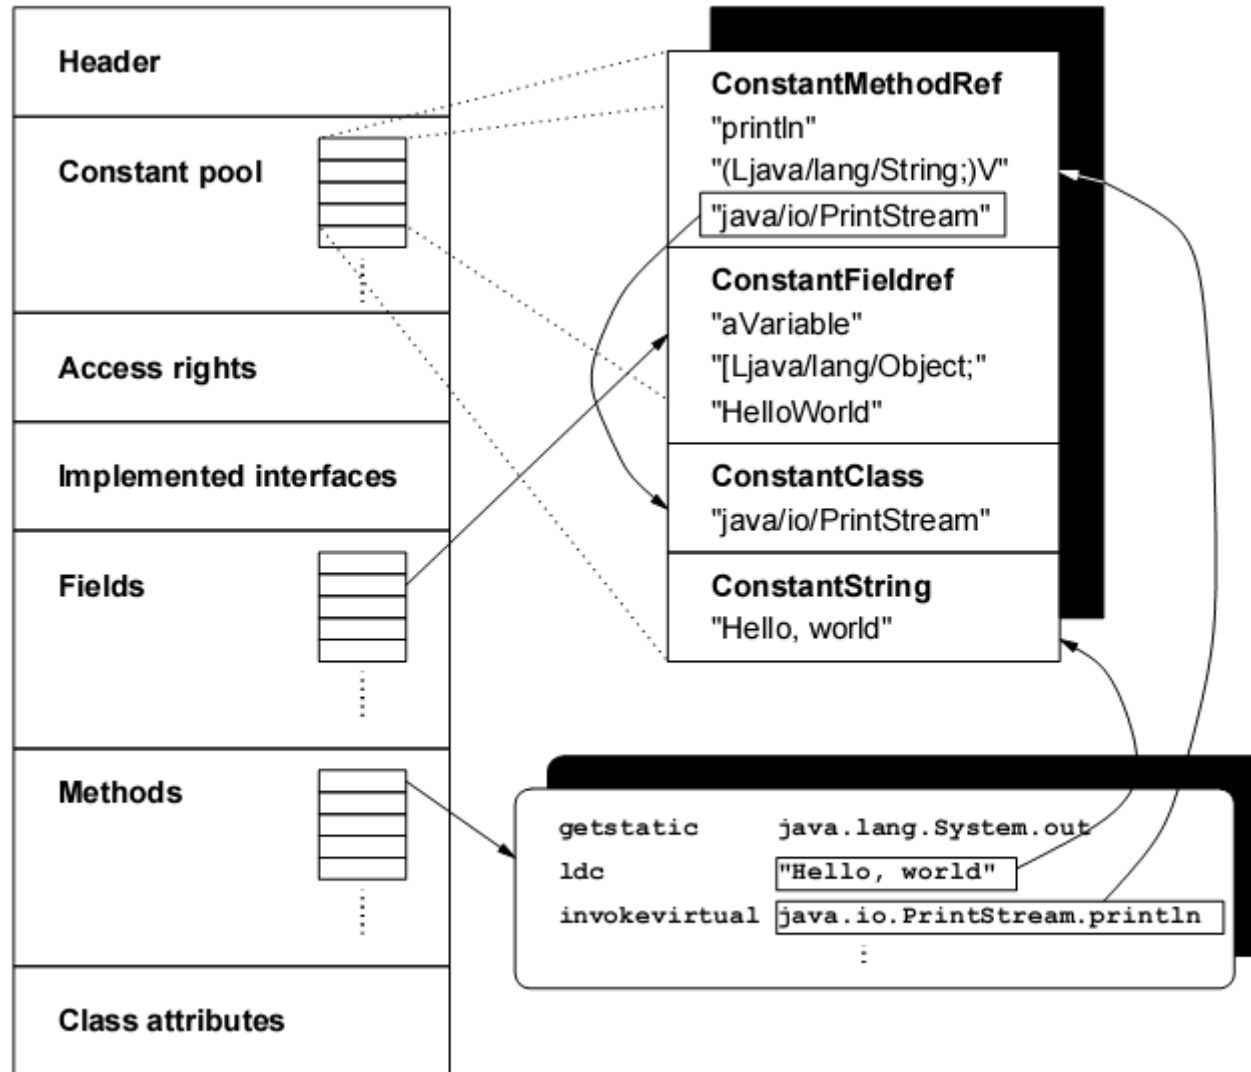 Header
Constant pool
Access rights
Implemented interfaces
Fields
Methods
Class attributes
ConstantMethodRef
"println"
"(Ljava/lang/String;)V"
"java/io/PrintStream"
ConstantFieldref
"aVariable"
"[Ljava/lang/Object;"
"HelloWorld"
ConstantClass
"java/io/PrintStream"
ConstantString
"Hello, world"
getstatic java.lang.System.out
ldc "Hello, world"
invokevirtual java.io.PrintStream.println